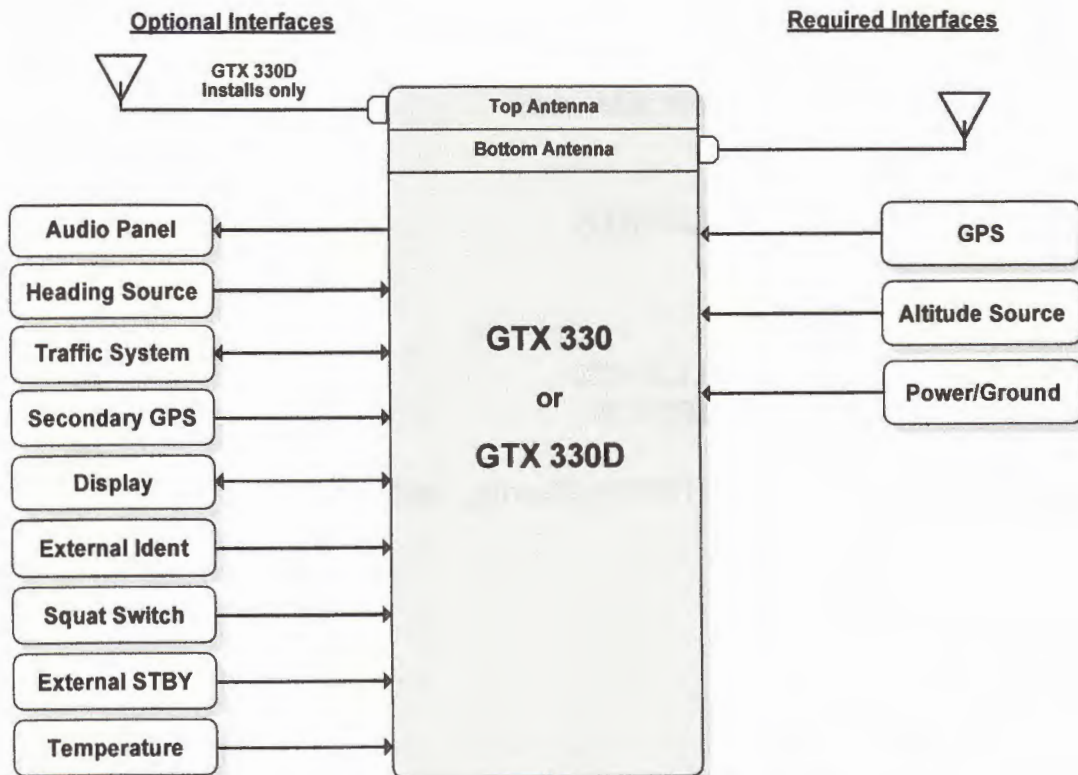 Optional Interfaces
Required Interfaces
GTX 330D
Installs only
Top Antenna
Bottom Antenna
Audio Panel
Heading Source
Traffic System
Secondary GPS
Display
External Ident
Squat Switch
External STBY
Temperature
GTX 330
or
GTX 330D
GPS
Altitude Source
Power/Ground